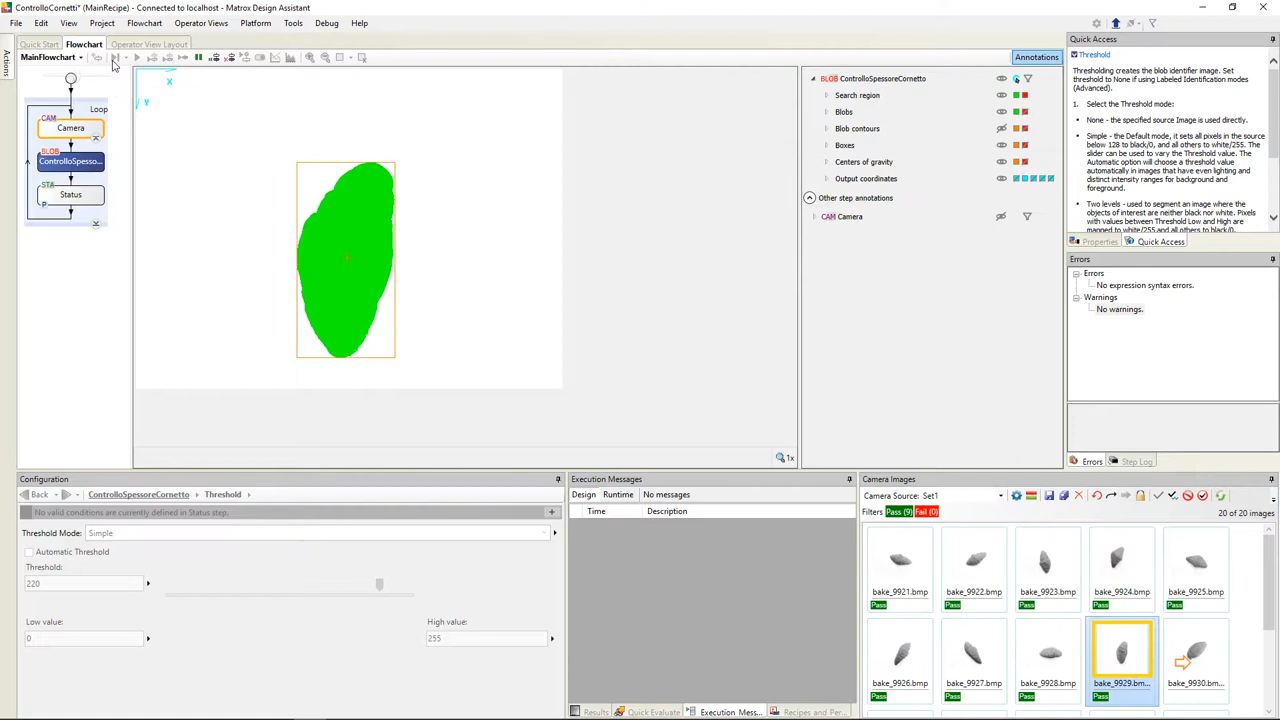 ControlloCornetti* (MainRecipe) - Connected to localhost - Matrox Design Assistant
File Edit View Project Flowchart Operator Views Platform Tools Debug Help
Quick Start Flowchart Operator View Layout
MainFlowchart
Annotations
Actions
Loop
CAM
Camera
BLOB
ControlloSpesso...
STA
Status
P
X
Y
1x
BLOB ControlloSpessoreCornetto
Search region
Blobs
Blob contours
Boxes
Centers of gravity
Output coordinates
Other step annotations
CAM Camera
Quick Access
Threshold
Thresholding creates the blob identifier image. Set
threshold to None if using Labeled Identification modes
(Advanced).
1. Select the Threshold mode:
• None - the specified source Image is used directly.
• Simple - the Default mode, it sets all pixels in the source
below 128 to black/0, and all others to white/255. The
slider can be used to vary the Threshold value.
The Automatic option will choose a threshold value
automatically in images that have even lighting and
distinct intensity ranges for background and
foreground.
• Two levels - used to segment an image where the
objects of interest are neither black nor white. Pixels
with values between Threshold Low and High are
mapped to white/255 and all others to black/0.
Properties Quick Access
Errors
Errors
No expression syntax errors.
Warnings
No warnings.
Errors Step Log
Configuration
Back ControlloSpessoreCornetto Threshold
No valid conditions are currently defined in Status step.
Threshold Mode: Simple
Automatic Threshold
Threshold:
220
Low value: High value:
0 255
Execution Messages
Design Runtime No messages
Time Description
Results Quick Evaluate Execution Mess... Recipes and Per...
Camera Images
Camera Source: Set1
Filters Pass (9) Fail (0) 20 of 20 images
bake_9921.bmp bake_9922.bmp bake_9923.bmp bake_9924.bmp bake_9925.bmp
Pass Pass Pass Pass Pass
bake_9926.bmp bake_9927.bmp bake_9928.bmp bake_9929.bm... bake_9930.bm...
Pass Pass Pass Pass